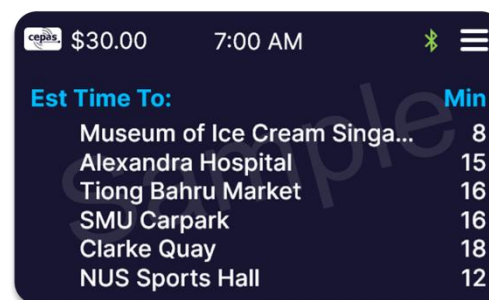 cepas. $30.00 7:00 AM
Est Time To: Min
Museum of Ice Cream Singa... 8
Alexandra Hospital 15
Tiong Bahru Market 16
SMU Carpark 16
Clarke Quay 18
NUS Sports Hall 12
Sample